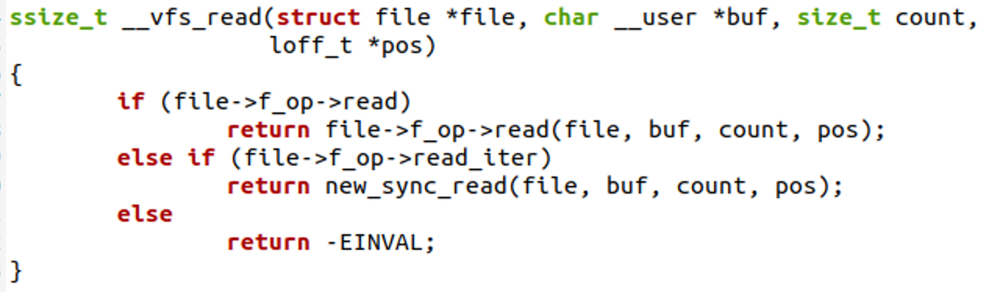 ssize_t __vfs_read(struct file *file, char __user *buf, size_t count,
                   loff_t *pos)
{
        if (file->f_op->read)
                return file->f_op->read(file, buf, count, pos);
        else if (file->f_op->read_iter)
                return new_sync_read(file, buf, count, pos);
        else
                return -EINVAL;
}